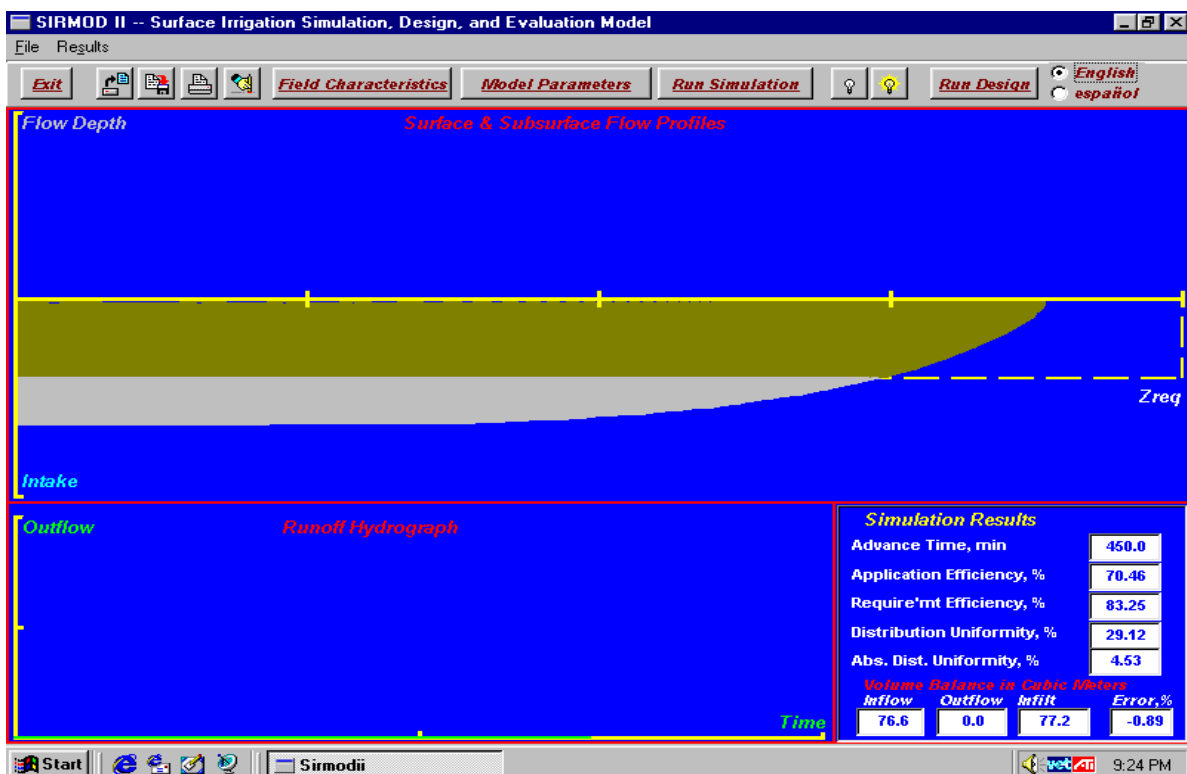 SIRMOD II -- Surface Irrigation Simulation, Design, and Evaluation Model
File Results
Exit Field Characteristics Model Parameters Run Simulation Run Design English
español
Flow Depth Surface & Subsurface Flow Profiles
Zreq
Intake
Outflow Runoff Hydrograph
Time
Simulation Results
Advance Time, min 450.0
Application Efficiency, % 70.46
Require'mt Efficiency, % 83.25
Distribution Uniformity, % 29.12
Abs. Dist. Uniformity, % 4.53
Volume Balance in Cubic Meters
Inflow Outflow Infilt Error,%
76.6 0.0 77.2 -0.89
Start Sirmodii vet ATi 9:24 PM